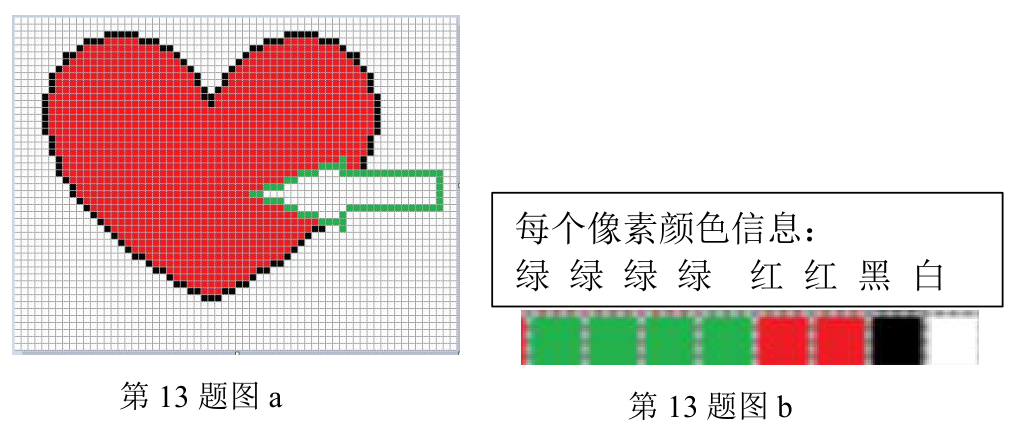 每个像素颜色信息：
绿 绿 绿 绿 红 红 黑 白
第 13 题图 a
第 13 题图 b